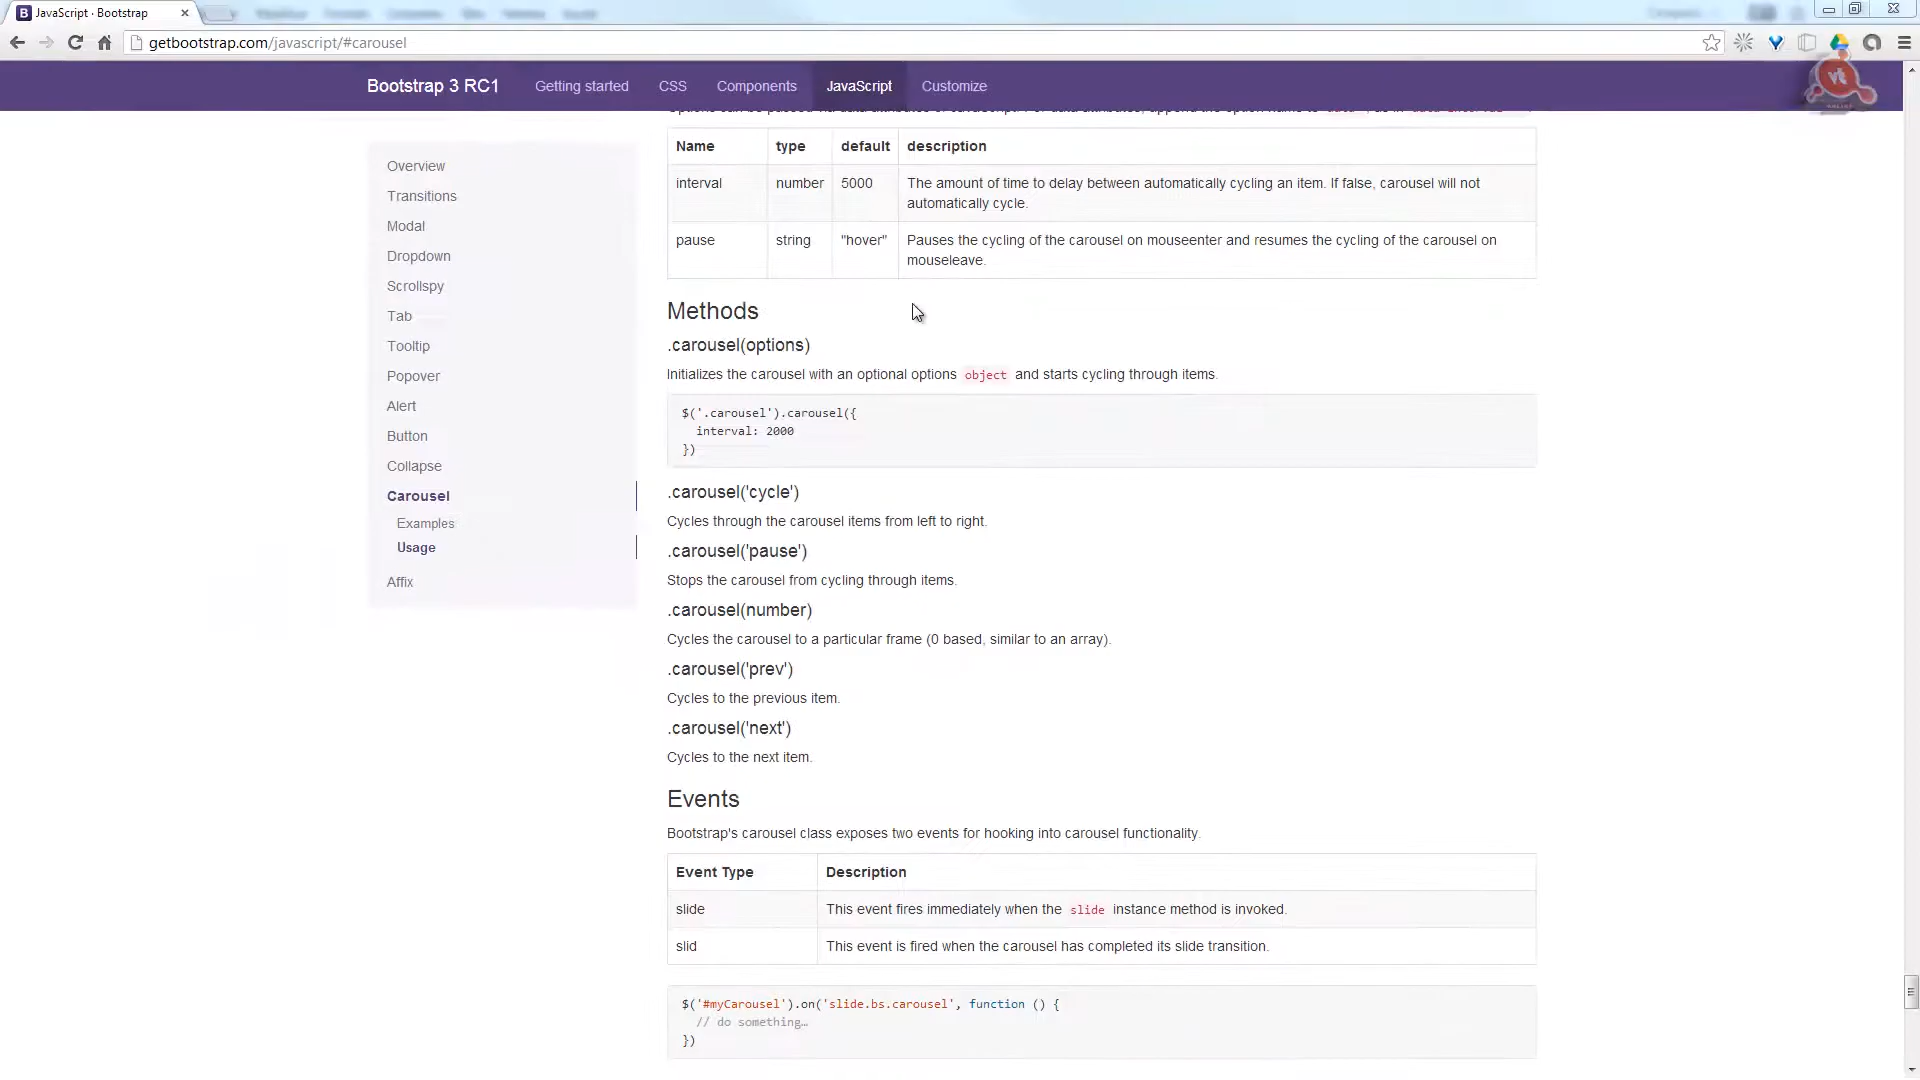 JavaScript · Bootstrap
getbootstrap.com/javascript/#carousel
Bootstrap 3 RC1
Getting started
CSS
Components
JavaScript
Customize
Overview
Transitions
Modal
Dropdown
Scrollspy
Tab
Tooltip
Popover
Alert
Button
Collapse
Carousel
Examples
Usage
Affix
Name type default description
interval number 5000 The amount of time to delay between automatically cycling an item. If false, carousel will not
automatically cycle.
pause string "hover" Pauses the cycling of the carousel on mouseenter and resumes the cycling of the carousel on
mouseleave.
Methods
.carousel(options)
Initializes the carousel with an optional options object and starts cycling through items.
$('.carousel').carousel({
interval: 2000
})
.carousel('cycle')
Cycles through the carousel items from left to right.
.carousel('pause')
Stops the carousel from cycling through items.
.carousel(number)
Cycles the carousel to a particular frame (0 based, similar to an array).
.carousel('prev')
Cycles to the previous item.
.carousel('next')
Cycles to the next item.
Events
Bootstrap's carousel class exposes two events for hooking into carousel functionality.
Event Type Description
slide This event fires immediately when the slide instance method is invoked.
slid This event is fired when the carousel has completed its slide transition.
$('#myCarousel').on('slide.bs.carousel', function () {
// do something…
})